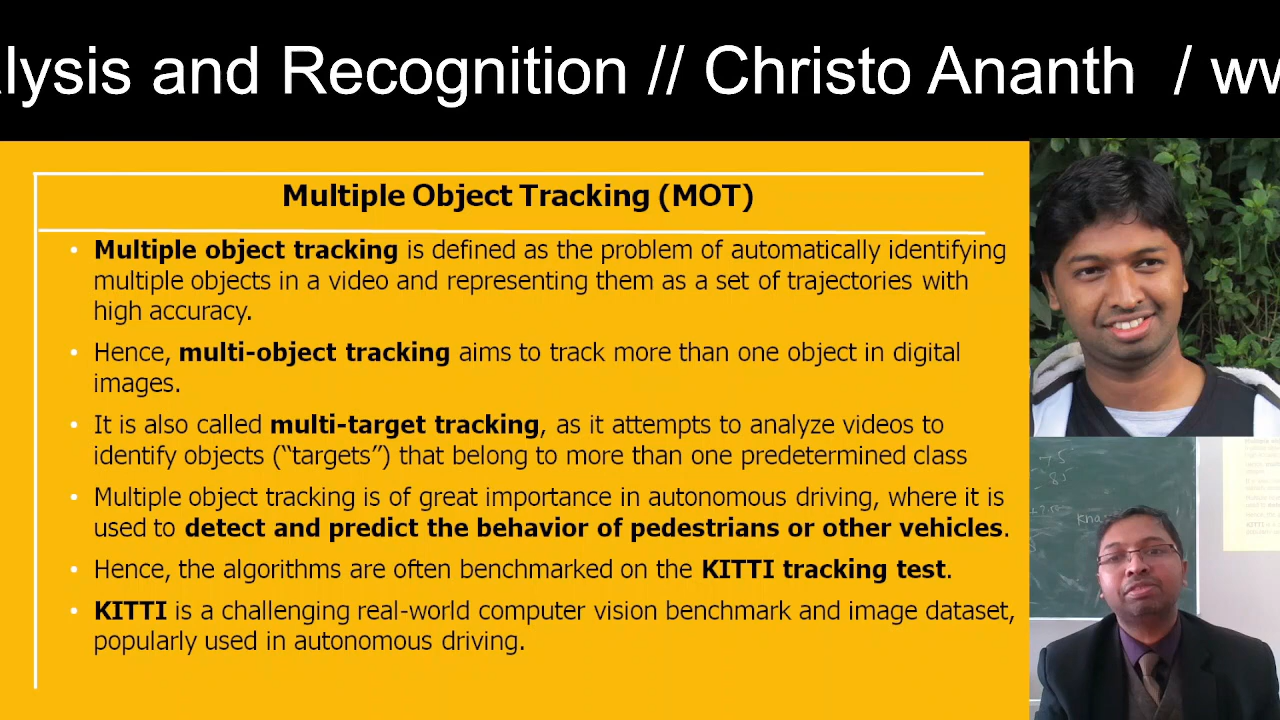 lysis and Recognition // Christo Ananth / ww
Multiple Object Tracking (MOT)
• Multiple object tracking is defined as the problem of automatically identifying
multiple objects in a video and representing them as a set of trajectories with
high accuracy.
• Hence, multi-object tracking aims to track more than one object in digital
images.
• It is also called multi-target tracking, as it attempts to analyze videos to
identify objects (“targets”) that belong to more than one predetermined class
• Multiple object tracking is of great importance in autonomous driving, where it is
used to detect and predict the behavior of pedestrians or other vehicles.
• Hence, the algorithms are often benchmarked on the KITTI tracking test.
• KITTI is a challenging real-world computer vision benchmark and image dataset,
popularly used in autonomous driving.